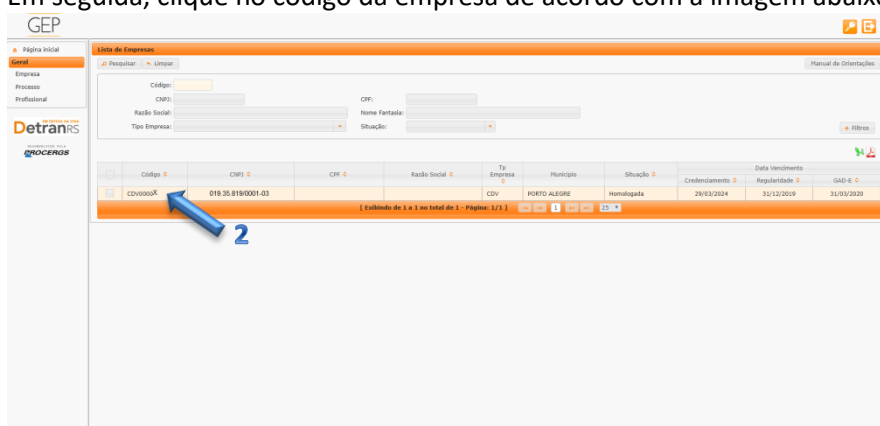 Em seguida, clique no código da empresa de acordo com a imagem abaixo
GEP
Página inicial
Geral
Empresa
Processo
Profissional
DetranRS
PROCERGS
Lista de Empresas
Pesquisar Limpar Manual de Orientações
Código:
CNPJ: CPF:
Razão Social: Nome Fantasia:
Tipo Empresa: Situação:
+ Filtros
Código CNPJ CPF Razão Social Tp Empresa Município Situação Data Vencimento
Credenciamento Regularidade GAD-E
CDV0000X 019.35.819/0001-03 CDV PORTO ALEGRE Homologada 29/03/2024 31/12/2019 31/03/2020
[ Exibindo de 1 a 1 no total de 1 - Página: 1/1 ] 1 25
2